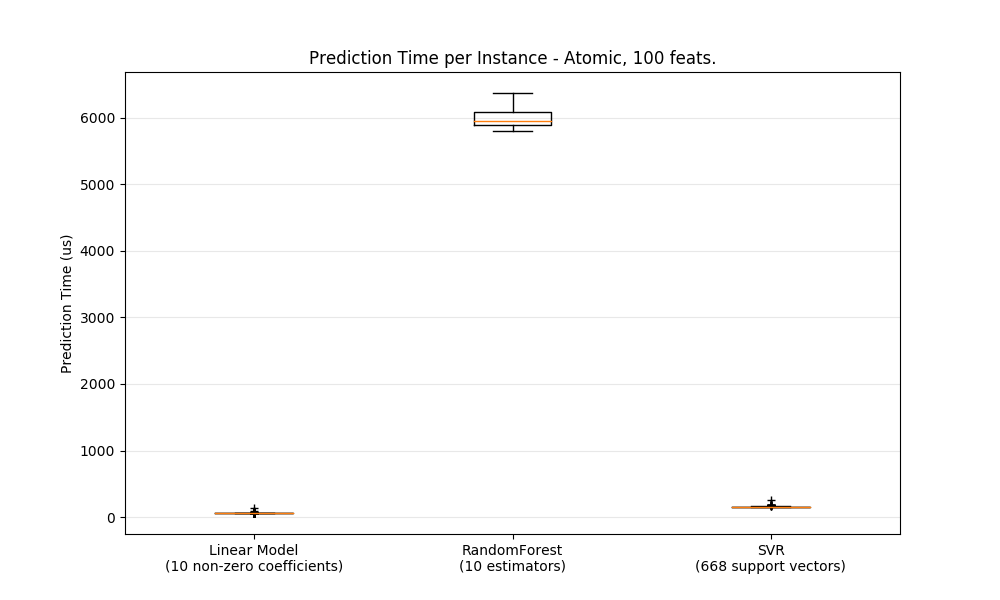 Prediction Time per Instance - Atomic, 100 feats.
Prediction Time (us)
6000
5000
4000
3000
2000
1000
0
Linear Model
(10 non-zero coefficients)
RandomForest
(10 estimators)
SVR
(668 support vectors)